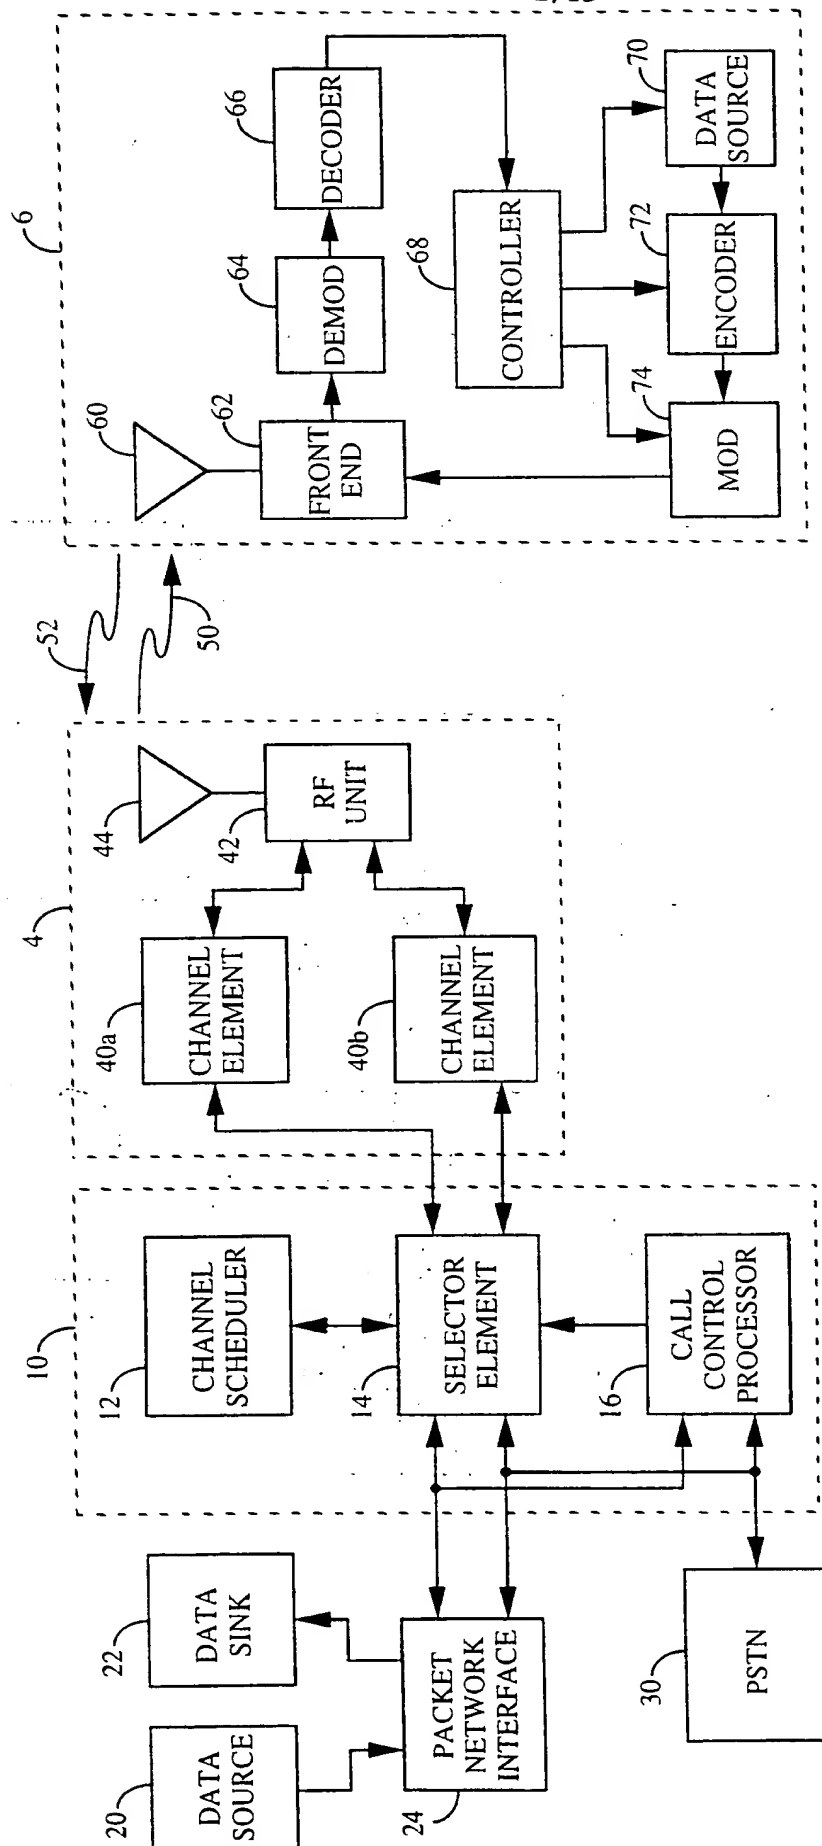 20
DATA
SOURCE
22
DATA
SINK
24
PACKET
NETWORK
INTERFACE
30
PSTN
10
12
CHANNEL
SCHEDULER
14
SELECTOR
ELEMENT
16
CALL
CONTROL
PROCESSOR
4
40a
CHANNEL
ELEMENT
40b
CHANNEL
ELEMENT
44
42
RF
UNIT
52
50
6
60
62
FRONT
END
64
DEMOD
66
DECODER
68
CONTROLLER
70
DATA
SOURCE
72
ENCODER
74
MOD